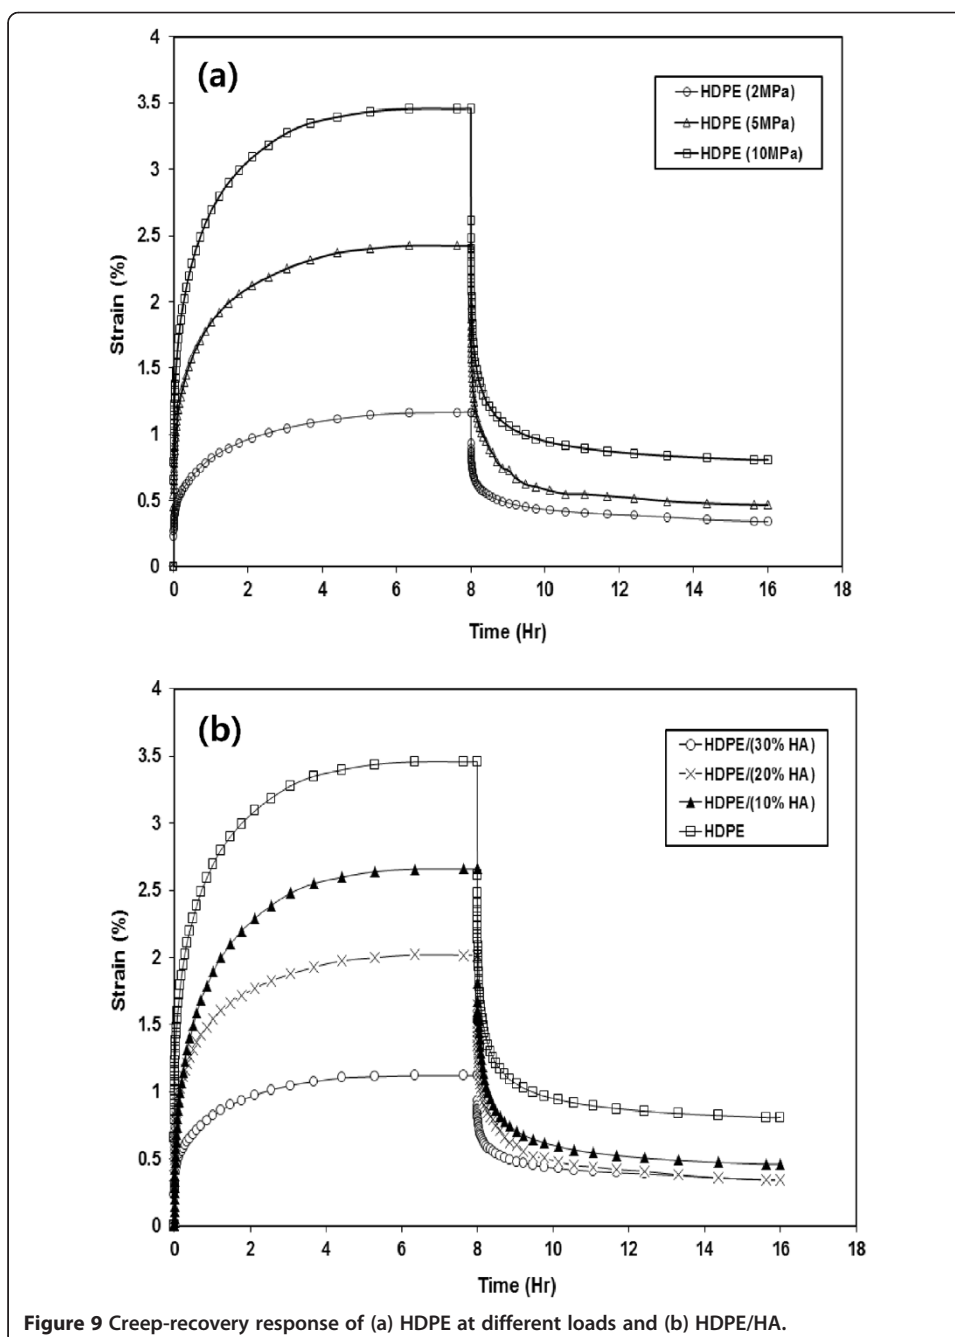 4
(a)
3.5
3
2.5
2
1.5
1
0.5
0
Strain (%)
HDPE (2MPa)
HDPE (5MPa)
HDPE (10MPa)
0 2 4 6 8 10 12 14 16 18
Time (Hr)
4
(b)
3.5
3
2.5
2
1.5
1
0.5
0
Strain (%)
HDPE/(30% HA)
HDPE/(20% HA)
HDPE/(10% HA)
HDPE
0 2 4 6 8 10 12 14 16 18
Time (Hr)
Figure 9 Creep-recovery response of (a) HDPE at different loads and (b) HDPE/HA.